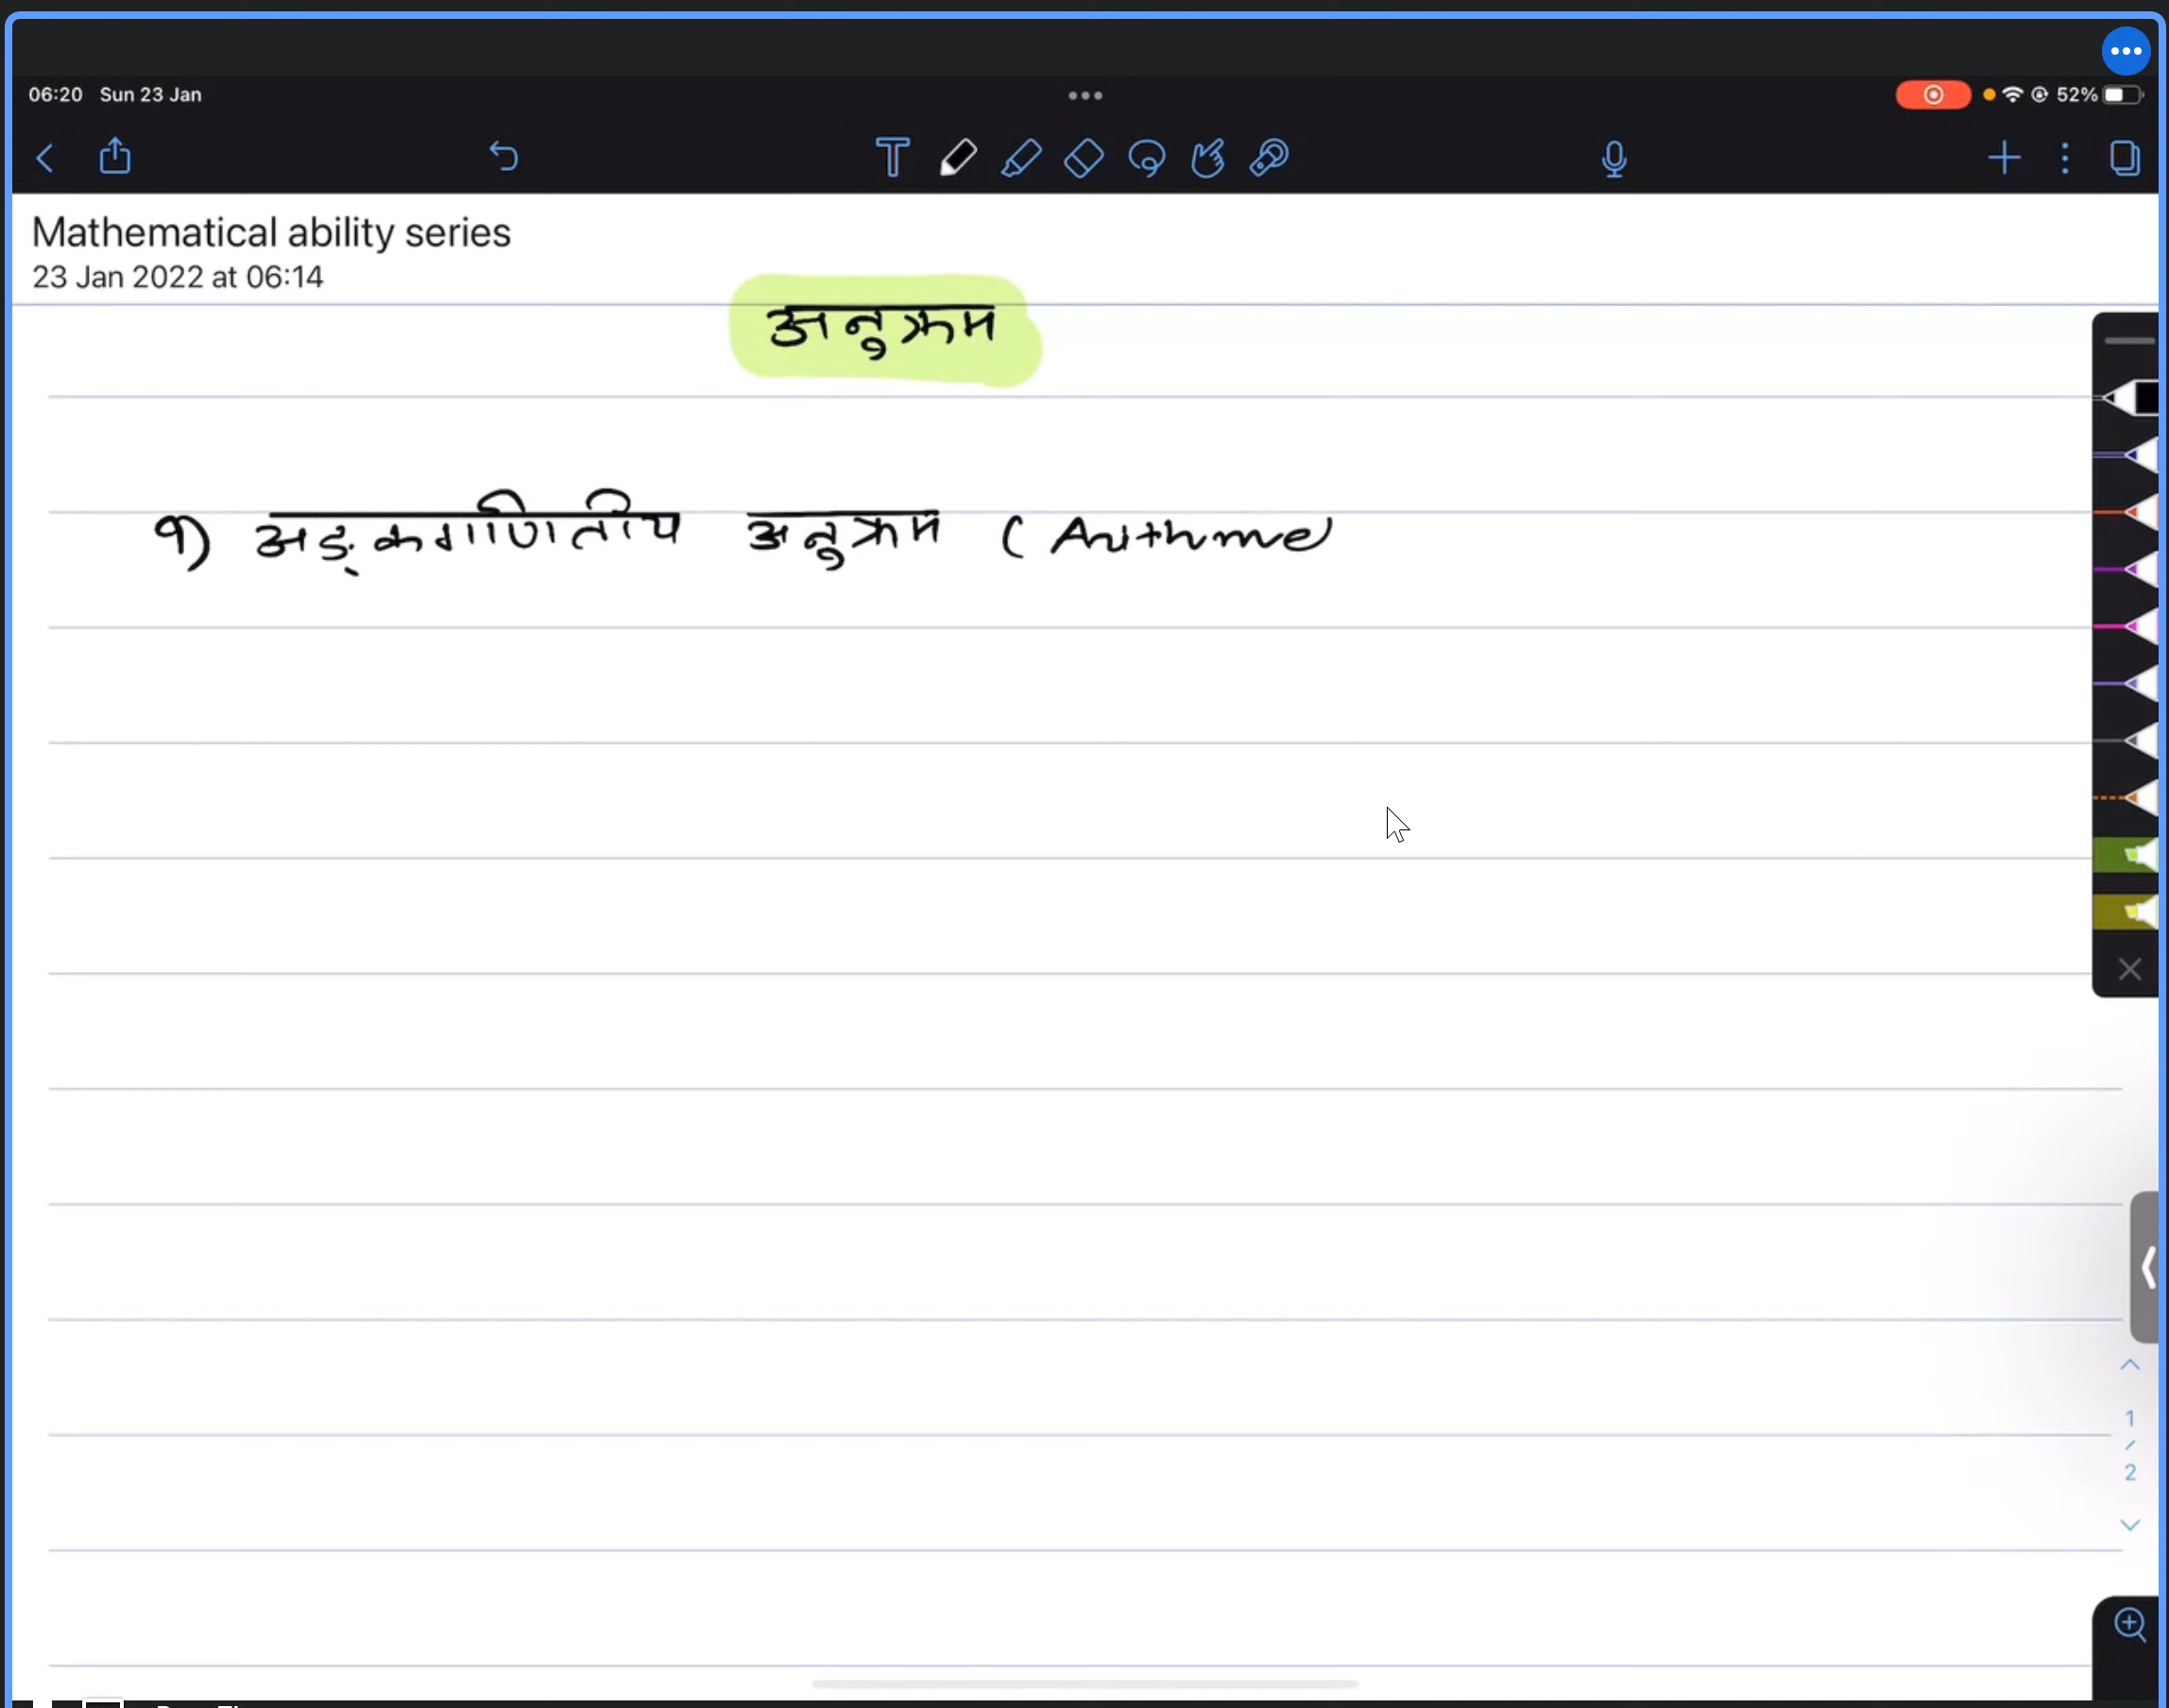 06:20 Sun 23 Jan
52%
Mathematical ability series
23 Jan 2022 at 06:14
अनुक्रम
१) अङ्कगणितीय अनुक्रम ( Arithme
1
/
2